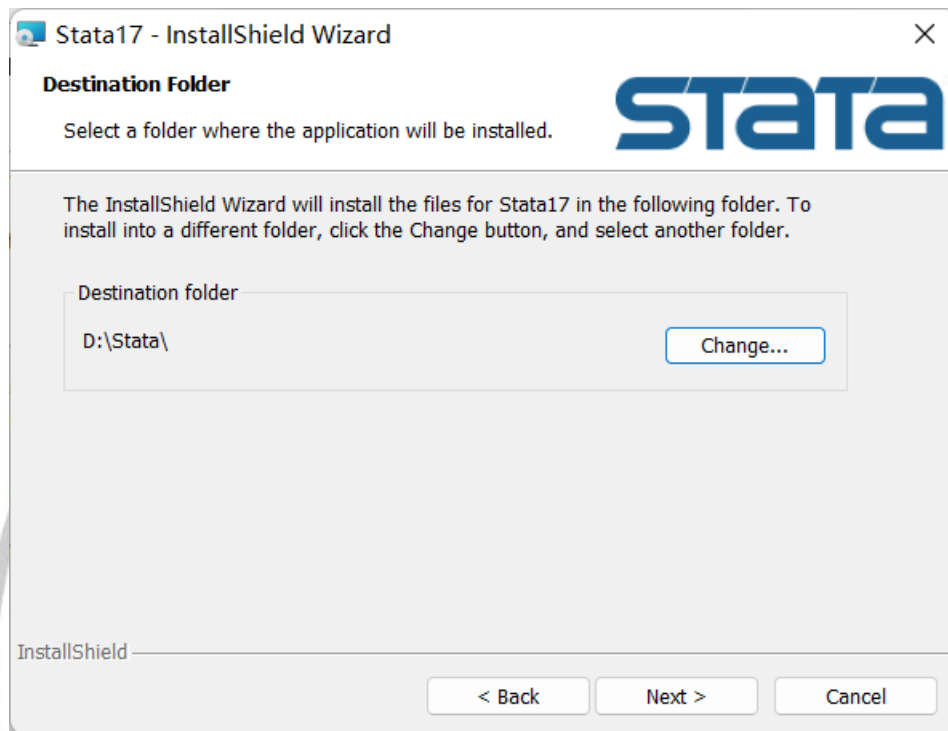 Stata17 - InstallShield Wizard
Destination Folder
Select a folder where the application will be installed.
STaTa
The InstallShield Wizard will install the files for Stata17 in the following folder. To
install into a different folder, click the Change button, and select another folder.
Destination folder
D:\Stata\
Change...
InstallShield
< Back
Next >
Cancel